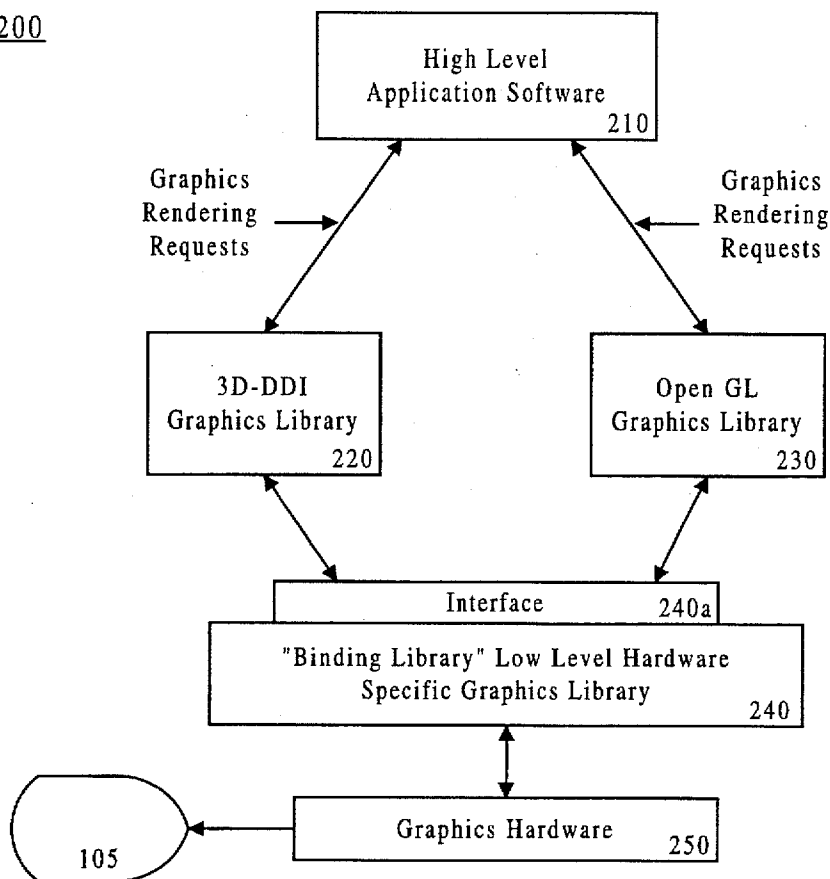 200
High Level
Application Software
210
Graphics
Rendering
Requests
Graphics
Rendering
Requests
3D-DDI
Graphics Library
220
Open GL
Graphics Library
230
Interface
240a
"Binding Library" Low Level Hardware
Specific Graphics Library
240
Graphics Hardware
250
105